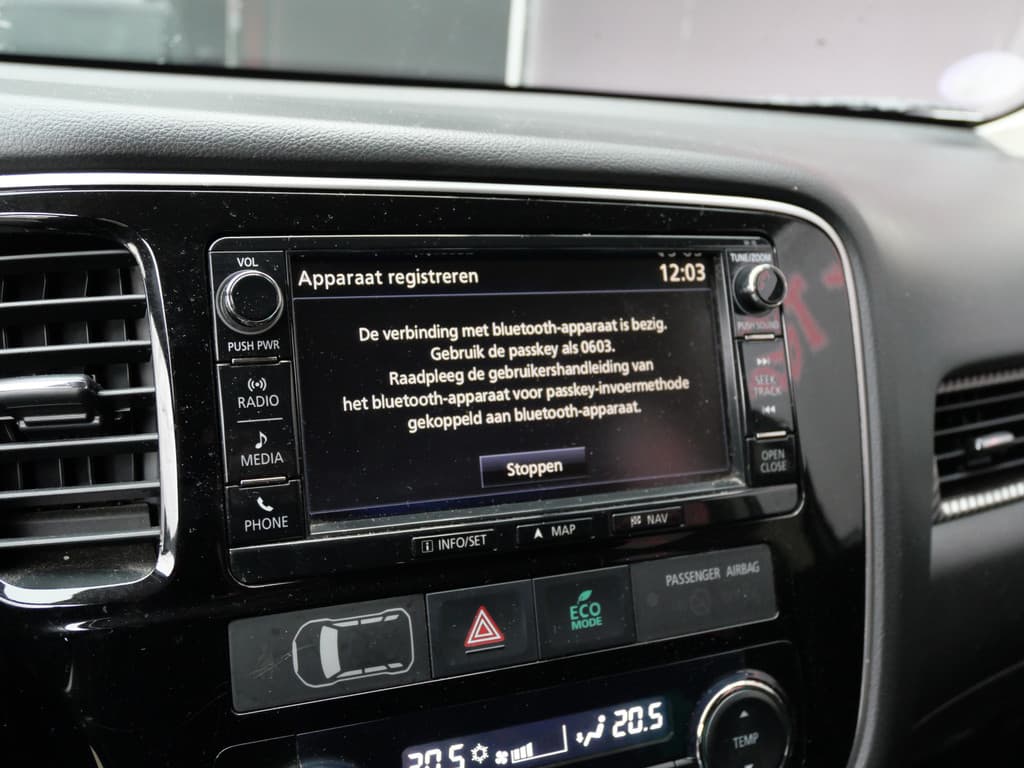 VOL
TUNE/ZOOM
Apparaat registreren
12:03
PUSH PWR
PUSH SOUND
De verbinding met bluetooth-apparaat is bezig.
Gebruik de passkey als 0603.
Raadpleeg de gebruikershandleiding van
het bluetooth-apparaat voor passkey-invoermethode
gekoppeld aan bluetooth-apparaat.
RADIO
SEEK
TRACK
MEDIA
Stoppen
OPEN
CLOSE
PHONE
INFO/SET
MAP
NAV
PASSENGER AIRBAG
ECO
MODE
20.5
20.5
TEMP